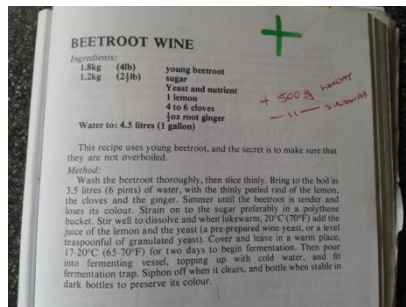 BEETROOT WINE
Ingredients:
1.8kg (4lb) young beetroot
1.2kg (2½lb) sugar
Yeast and nutrient
1 lemon
4 to 6 cloves
½oz root ginger
Water to: 4.5 litres (1 gallon)
+ 500g WHEAT
- 11 - SULTANAS
This recipe uses young beetroot, and the secret is to make sure that
they are not overboiled.
Method:
Wash the beetroot thoroughly, then slice thinly. Bring to the boil in
3.5 litres (6 pints) of water, with the thinly peeled rind of the lemon,
the cloves and the ginger. Simmer until the beetroot is tender and
loses its colour. Strain on to the sugar preferably in a polythene
bucket. Stir well to dissolve and when lukewarm, 20°C (70°F) add the
juice of the lemon and the yeast (a pre-prepared wine yeast, or a level
teaspoonful of granulated yeast). Cover and leave in a warm place,
17-20°C (65-70°F) for two days to begin fermentation. Then pour
into fermenting vessel, topping up with cold water, and fit
fermentation trap. Siphon off when it clears, and bottle when stable in
dark bottles to preserve its colour.